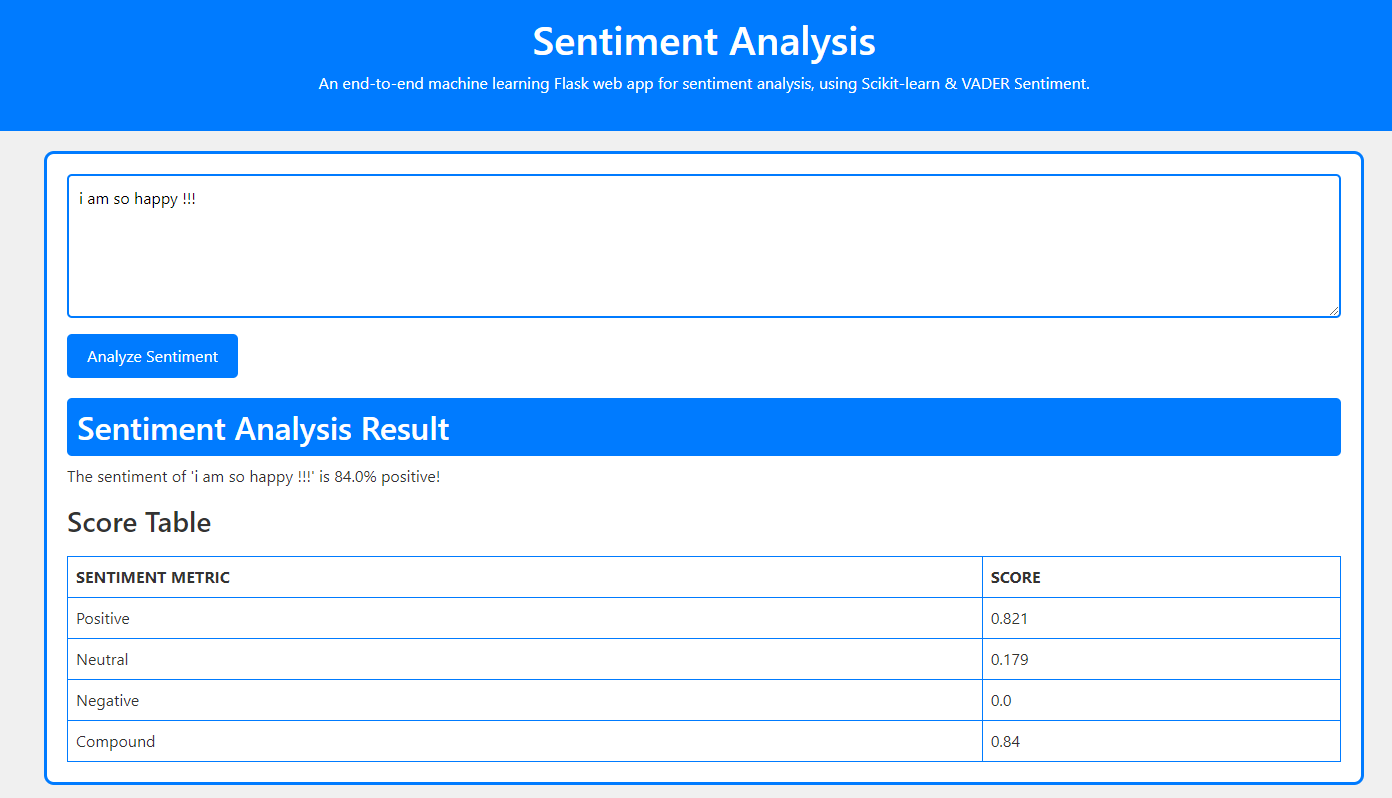 Sentiment Analysis
An end-to-end machine learning Flask web app for sentiment analysis, using Scikit-learn & VADER Sentiment.
i am so happy !!!
Analyze Sentiment
Sentiment Analysis Result
The sentiment of 'i am so happy !!!' is 84.0% positive!
Score Table
SENTIMENT METRIC SCORE
Positive 0.821
Neutral 0.179
Negative 0.0
Compound 0.84